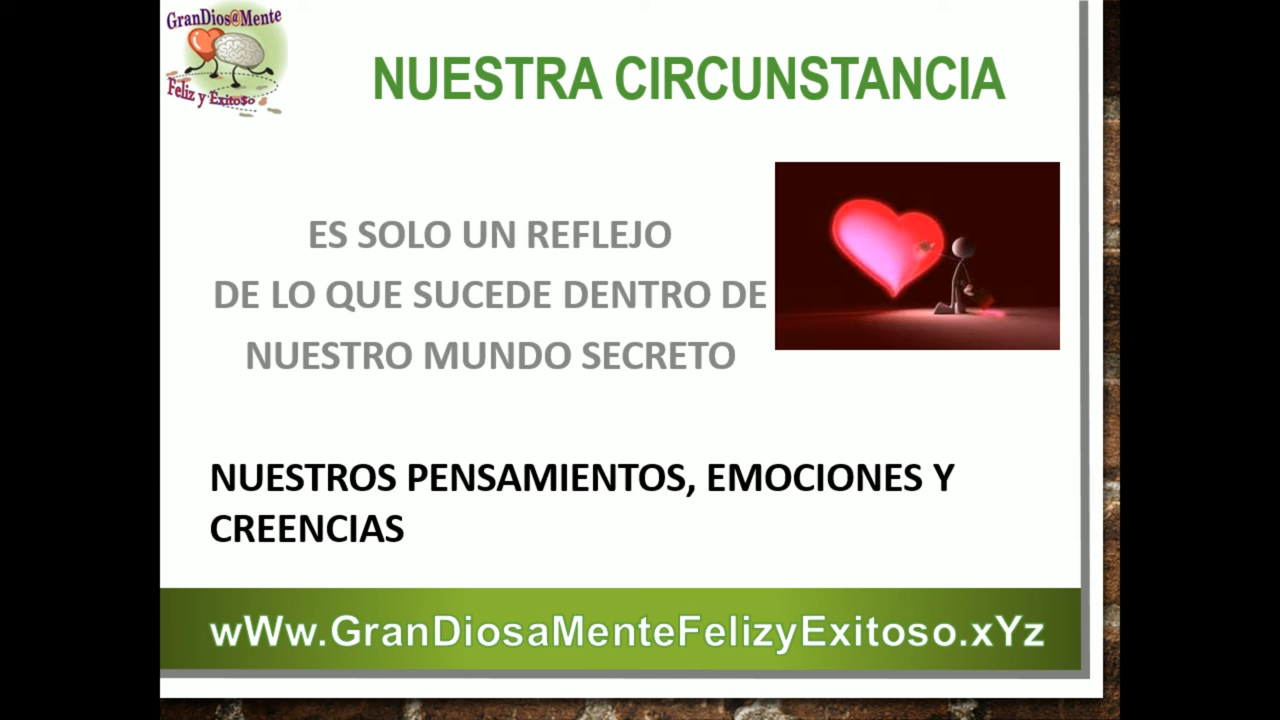 GranDios@Mente
Feliz y Exitoso
NUESTRA CIRCUNSTANCIA
ES SOLO UN REFLEJO
DE LO QUE SUCEDE DENTRO DE
NUESTRO MUNDO SECRETO
NUESTROS PENSAMIENTOS, EMOCIONES Y
CREENCIAS
wWw.GranDiosaMenteFelizyExitoso.xYz